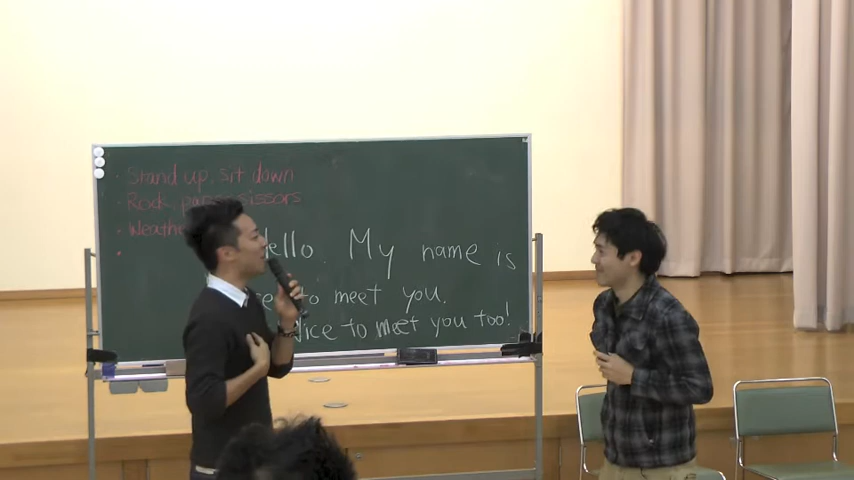 Stand up, sit down
Rock
Hello. My name is
to meet you.
Nice to meet you too!